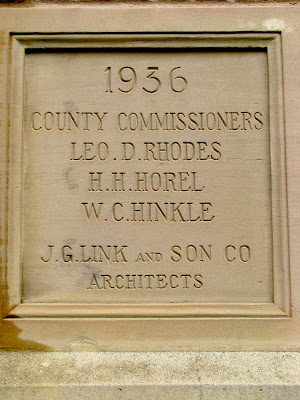 1936
COUNTY COMMISSIONERS
LEO.D.RHODES
H.H.HOREL
W.C.HINKLE
J.G.LINK AND SON CO
ARCHITECTS